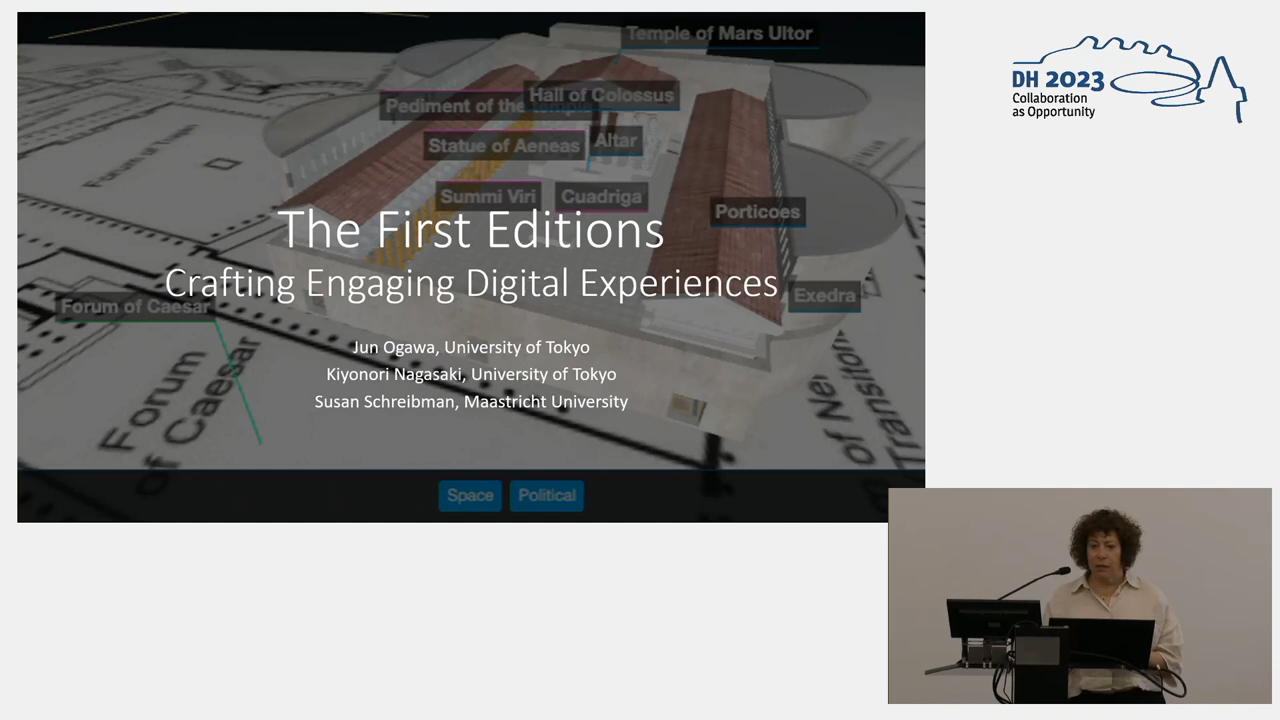 Temple of Mars Ultor
Hall of Colossus
Pediment of the temple
Statue of Aeneas
Altar
Summi Viri
Cuadriga
Porticoes
The First Editions
Crafting Engaging Digital Experiences
Exedra
Forum of Caesar
Jun Ogawa, University of Tokyo
Kiyonori Nagasaki, University of Tokyo
Susan Schreibman, Maastricht University
Forum
of Caesar
Space
Political
DH 2023
Collaboration
as Opportunity